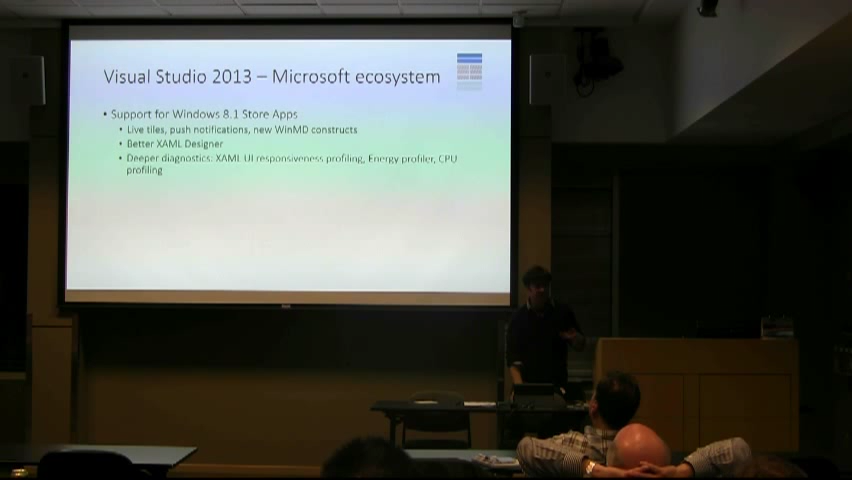 Visual Studio 2013 – Microsoft ecosystem
• Support for Windows 8.1 Store Apps
• Live tiles, push notifications, new WinMD constructs
• Better XAML Designer
• Deeper diagnostics: XAML UI responsiveness profiling, Energy profiler, CPU
profiling